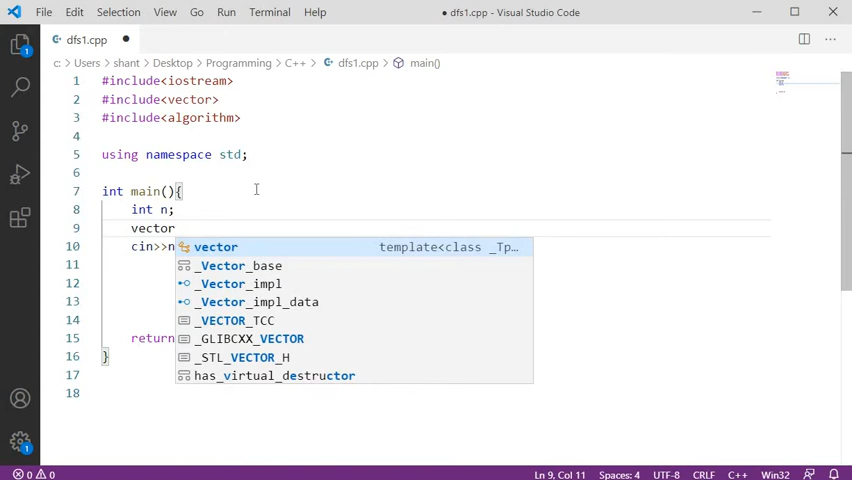 File Edit Selection View Go Run Terminal Help ● dfs1.cpp - Visual Studio Code
dfs1.cpp ●
C: > Users > shant > Desktop > Programming > C++ > dfs1.cpp > main()
1 #include<iostream>
2 #include<vector>
3 #include<algorithm>
4
5 using namespace std;
6
7 int main(){
8 int n;
9 vector
10 cin>>n
vector template<class _Tp…
11 _Vector_base
12 _Vector_impl
13 _Vector_impl_data
14 _VECTOR_TCC
15 return _GLIBCXX_VECTOR
16 } _STL_VECTOR_H
17 has_virtual_destructor
18
1
1
0 0 Ln 9, Col 11 Spaces: 4 UTF-8 CRLF C++ Win32